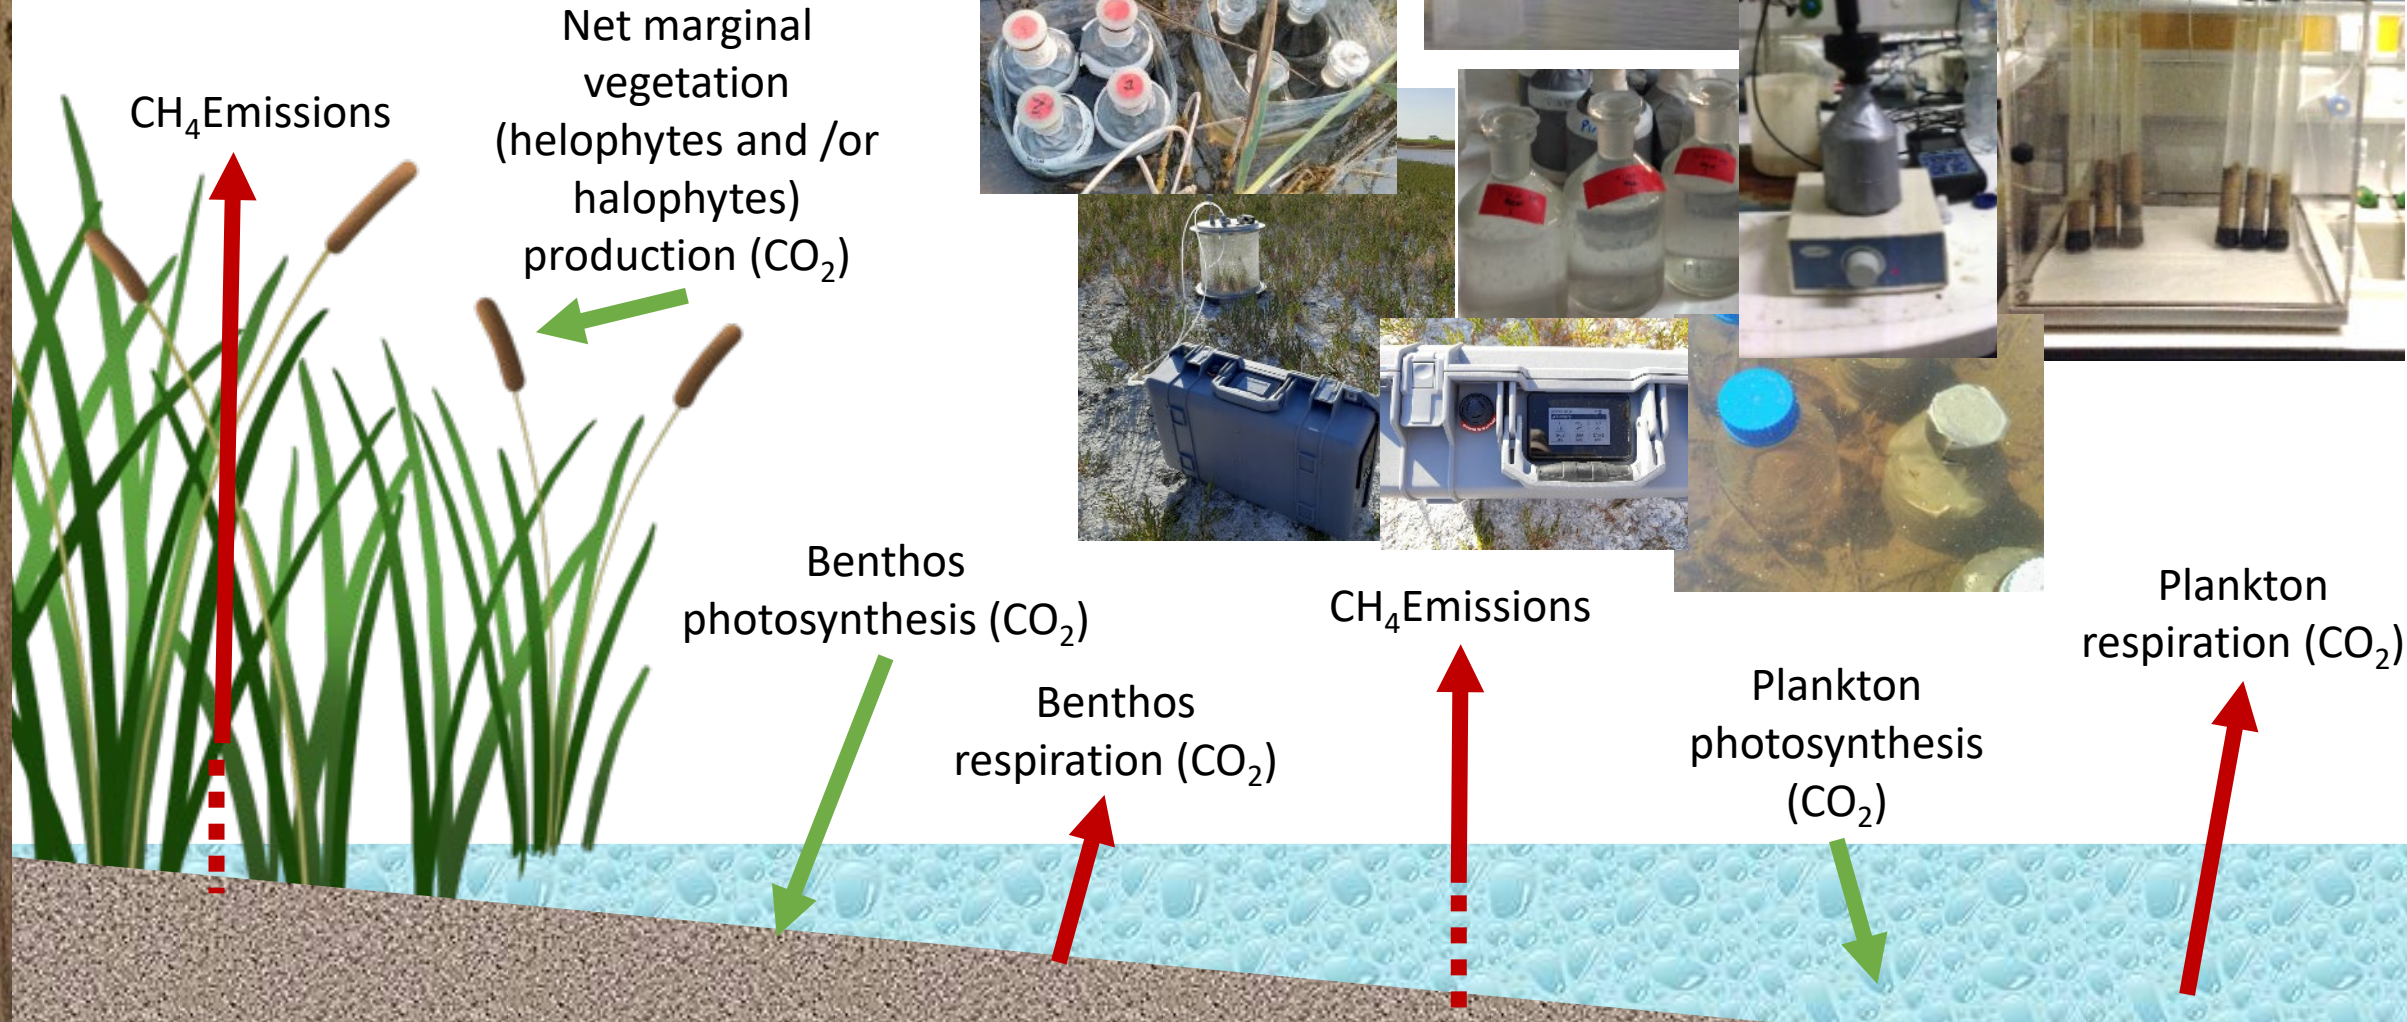 CH₄Emissions
Net marginal
vegetation
(helophytes and /or
halophytes)
production (CO₂)
Benthos
photosynthesis (CO₂)
Benthos
respiration (CO₂)
CH₄Emissions
Plankton
photosynthesis
(CO₂)
Plankton
respiration (CO₂)